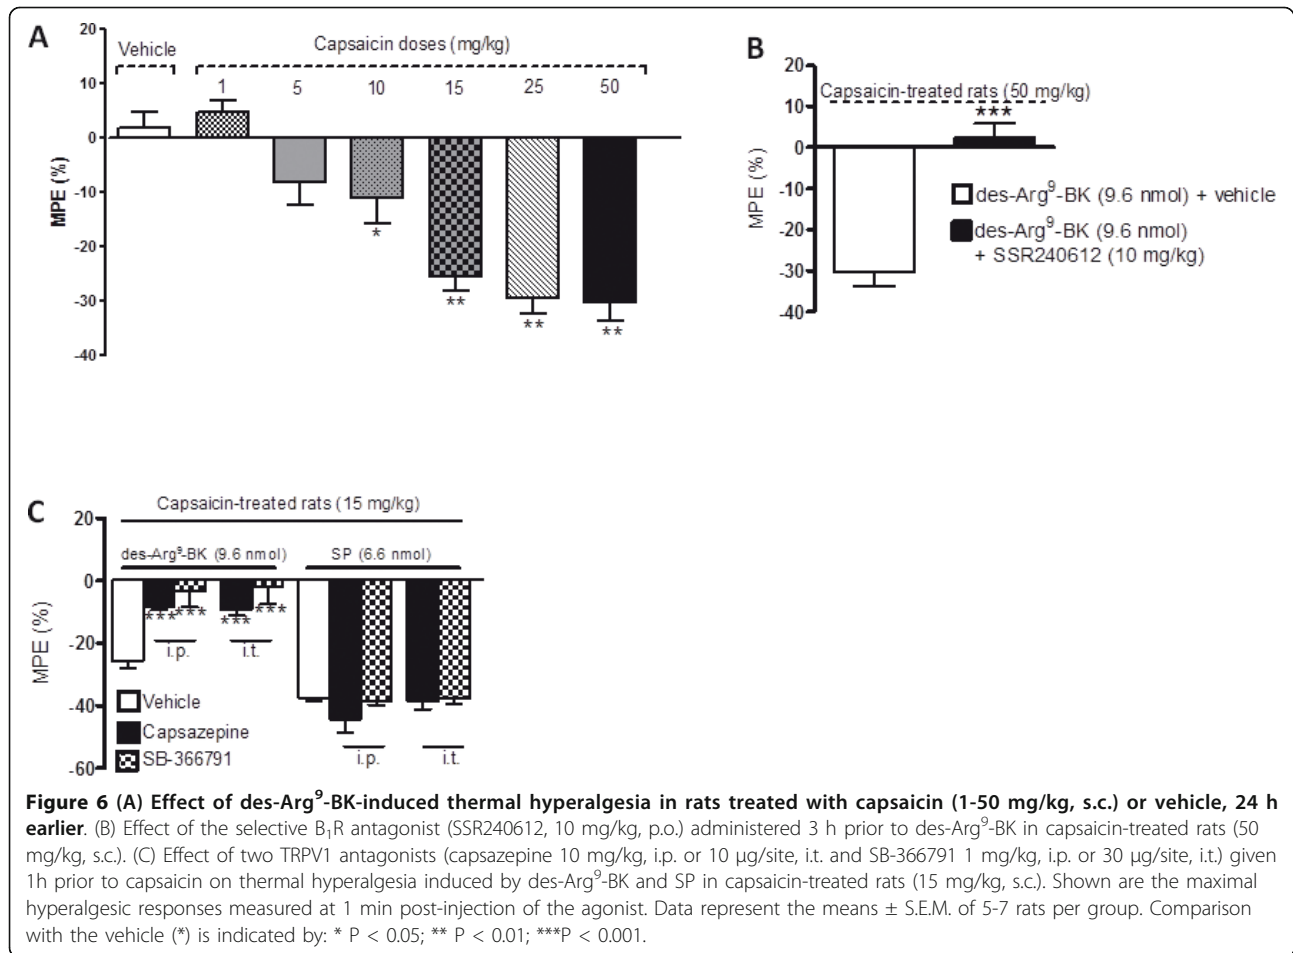 A
Vehicle
Capsaicin doses (mg/kg)
1 5 10 15 25 50
20
10
0
-10
-20
-30
-40
MPE (%)
*
**
**
**
B
20
10
0
-10
-20
-30
-40
MPE (%)
Capsaicin-treated rats (50 mg/kg)
***
des-Arg⁹-BK (9.6 nmol) + vehicle
des-Arg⁹-BK (9.6 nmol)
+ SSR240612 (10 mg/kg)
C
Capsaicin-treated rats (15 mg/kg)
des-Arg⁹-BK (9.6 nmol)
SP (6.6 nmol)
20
0
-20
-40
-60
MPE (%)
*** *** *** ***
i.p. i.t.
i.p. i.t.
Vehicle
Capsazepine
SB-366791
Figure 6 (A) Effect of des-Arg⁹-BK-induced thermal hyperalgesia in rats treated with capsaicin (1-50 mg/kg, s.c.) or vehicle, 24 h
earlier. (B) Effect of the selective B₁R antagonist (SSR240612, 10 mg/kg, p.o.) administered 3 h prior to des-Arg⁹-BK in capsaicin-treated rats (50
mg/kg, s.c.). (C) Effect of two TRPV1 antagonists (capsazepine 10 mg/kg, i.p. or 10 μg/site, i.t. and SB-366791 1 mg/kg, i.p. or 30 μg/site, i.t.) given
1h prior to capsaicin on thermal hyperalgesia induced by des-Arg⁹-BK and SP in capsaicin-treated rats (15 mg/kg, s.c.). Shown are the maximal
hyperalgesic responses measured at 1 min post-injection of the agonist. Data represent the means ± S.E.M. of 5-7 rats per group. Comparison
with the vehicle (*) is indicated by: * P < 0.05; ** P < 0.01; ***P < 0.001.